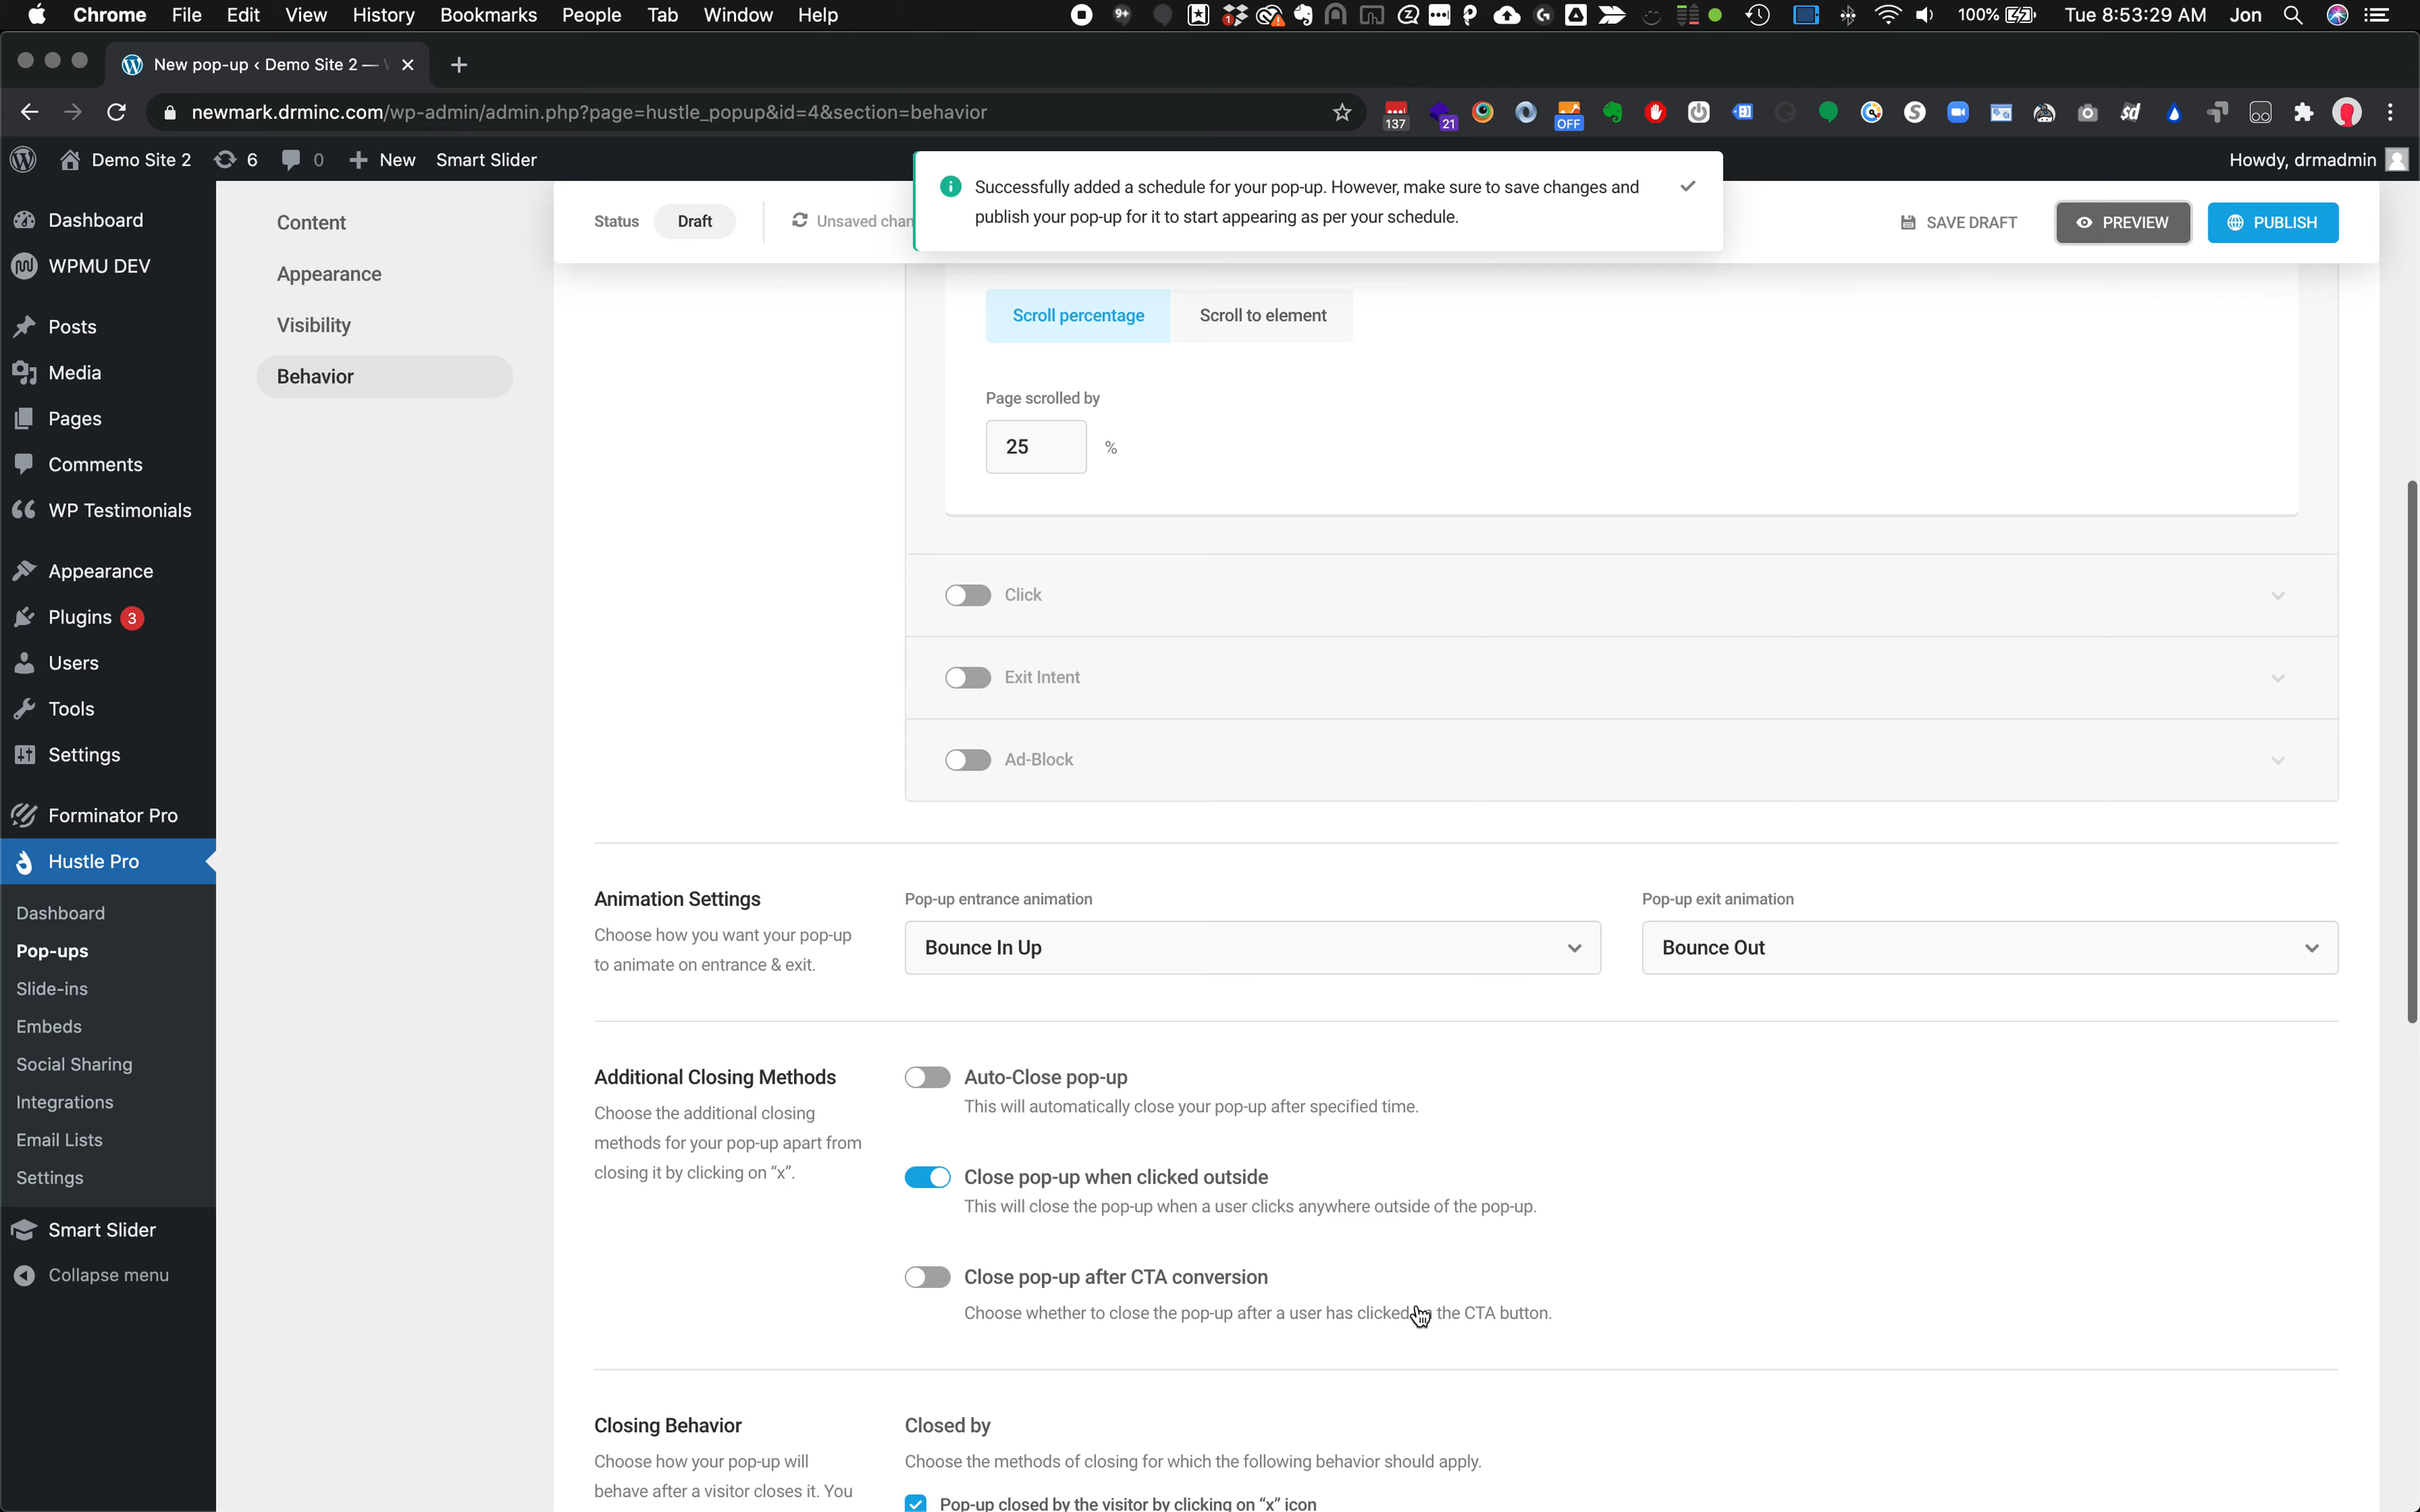 Chrome File Edit View History Bookmarks People Tab Window Help
9+
1
100%
Tue 8:53:29 AM Jon
New pop-up ‹ Demo Site 2 —
newmark.drminc.com/wp-admin/admin.php?page=hustle_popup&id=4&section=behavior
137
21
OFF
Demo Site 2
6
0
New
Smart Slider
Howdy, drmadmin
Dashboard
WPMU DEV
Posts
Media
Pages
Comments
WP Testimonials
Appearance
Plugins 3
Users
Tools
Settings
Forminator Pro
Hustle Pro
Dashboard
Pop-ups
Slide-ins
Embeds
Social Sharing
Integrations
Email Lists
Settings
Smart Slider
Collapse menu
Content
Appearance
Visibility
Behavior
Status Draft Unsaved chan
Successfully added a schedule for your pop-up. However, make sure to save changes and
publish your pop-up for it to start appearing as per your schedule.
SAVE DRAFT
PREVIEW
PUBLISH
Scroll percentage
Scroll to element
Page scrolled by
25 %
Click
Exit Intent
Ad-Block
Animation Settings
Choose how you want your pop-up
to animate on entrance & exit.
Pop-up entrance animation
Bounce In Up
Pop-up exit animation
Bounce Out
Additional Closing Methods
Choose the additional closing
methods for your pop-up apart from
closing it by clicking on “x”.
Auto-Close pop-up
This will automatically close your pop-up after specified time.
Close pop-up when clicked outside
This will close the pop-up when a user clicks anywhere outside of the pop-up.
Close pop-up after CTA conversion
Choose whether to close the pop-up after a user has clicked the CTA button.
Closing Behavior
Choose how your pop-up will
behave after a visitor closes it. You
Closed by
Choose the methods of closing for which the following behavior should apply.
Pop-up closed by the visitor by clicking on “x” icon